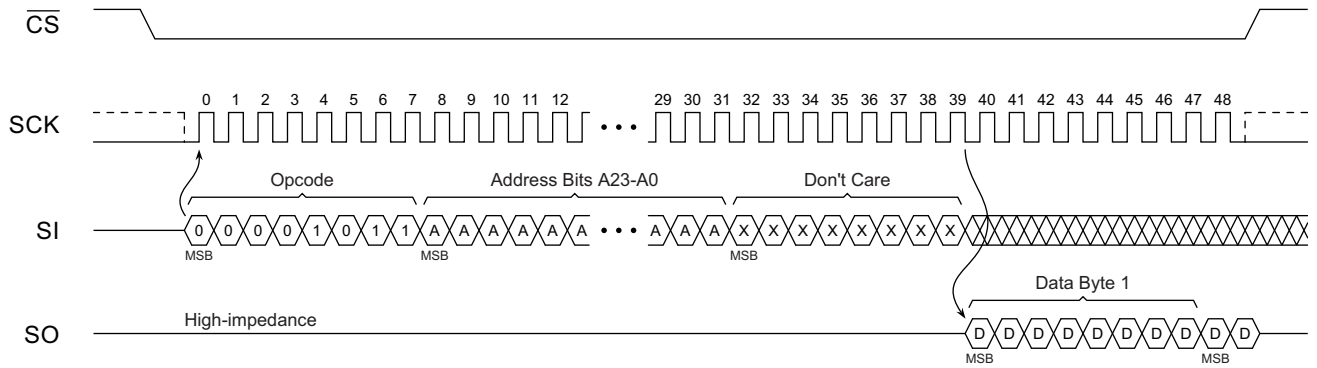 CS
SCK 0 1 2 3 4 5 6 7 8 9 10 11 12 29 30 31 32 33 34 35 36 37 38 39 40 41 42 43 44 45 46 47 48
Opcode Address Bits A23-A0 Don't Care
SI 0 0 0 0 1 0 1 1 A A A A A A A A A X X X X X X X X
MSB MSB MSB
Data Byte 1
High-impedance
SO D D D D D D D D D D
MSB MSB